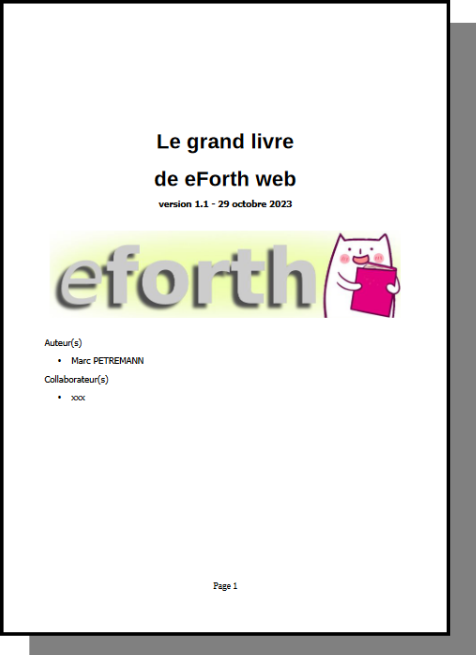 Le grand livre
de eForth web
version 1.1 - 29 octobre 2023
eforth
Auteur(s)
• Marc PETREMANN
Collaborateur(s)
• xxx
Page 1